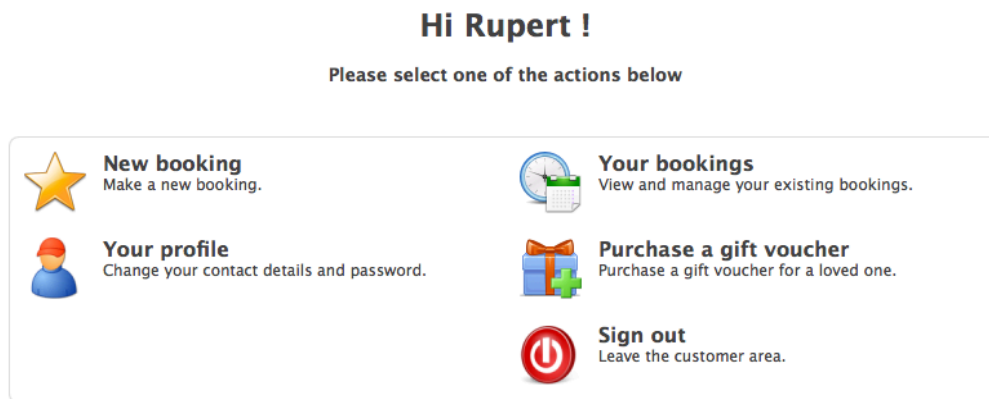 Hi Rupert !
Please select one of the actions below
New booking
Make a new booking.
Your bookings
View and manage your existing bookings.
Your profile
Change your contact details and password.
Purchase a gift voucher
Purchase a gift voucher for a loved one.
Sign out
Leave the customer area.